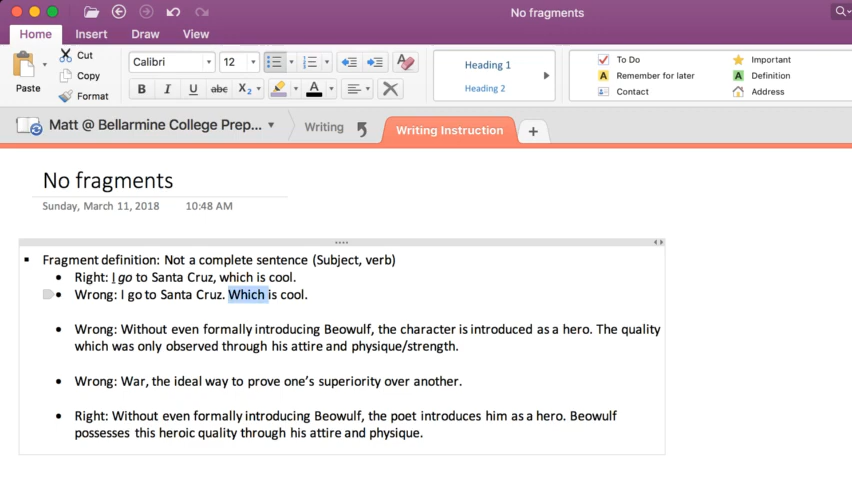 No fragments
Home Insert Draw View
Paste Cut Copy Format
Calibri 12
B I U abc X2 A
Heading 1
Heading 2
To Do
Remember for later
Contact
Important
Definition
Address
Matt @ Bellarmine College Prep... Writing Writing Instruction +
No fragments
Sunday, March 11, 2018 10:48 AM
Fragment definition: Not a complete sentence (Subject, verb)
Right: I go to Santa Cruz, which is cool.
Wrong: I go to Santa Cruz. Which is cool.
Wrong: Without even formally introducing Beowulf, the character is introduced as a hero. The quality
which was only observed through his attire and physique/strength.
Wrong: War, the ideal way to prove one's superiority over another.
Right: Without even formally introducing Beowulf, the poet introduces him as a hero. Beowulf
possesses this heroic quality through his attire and physique.